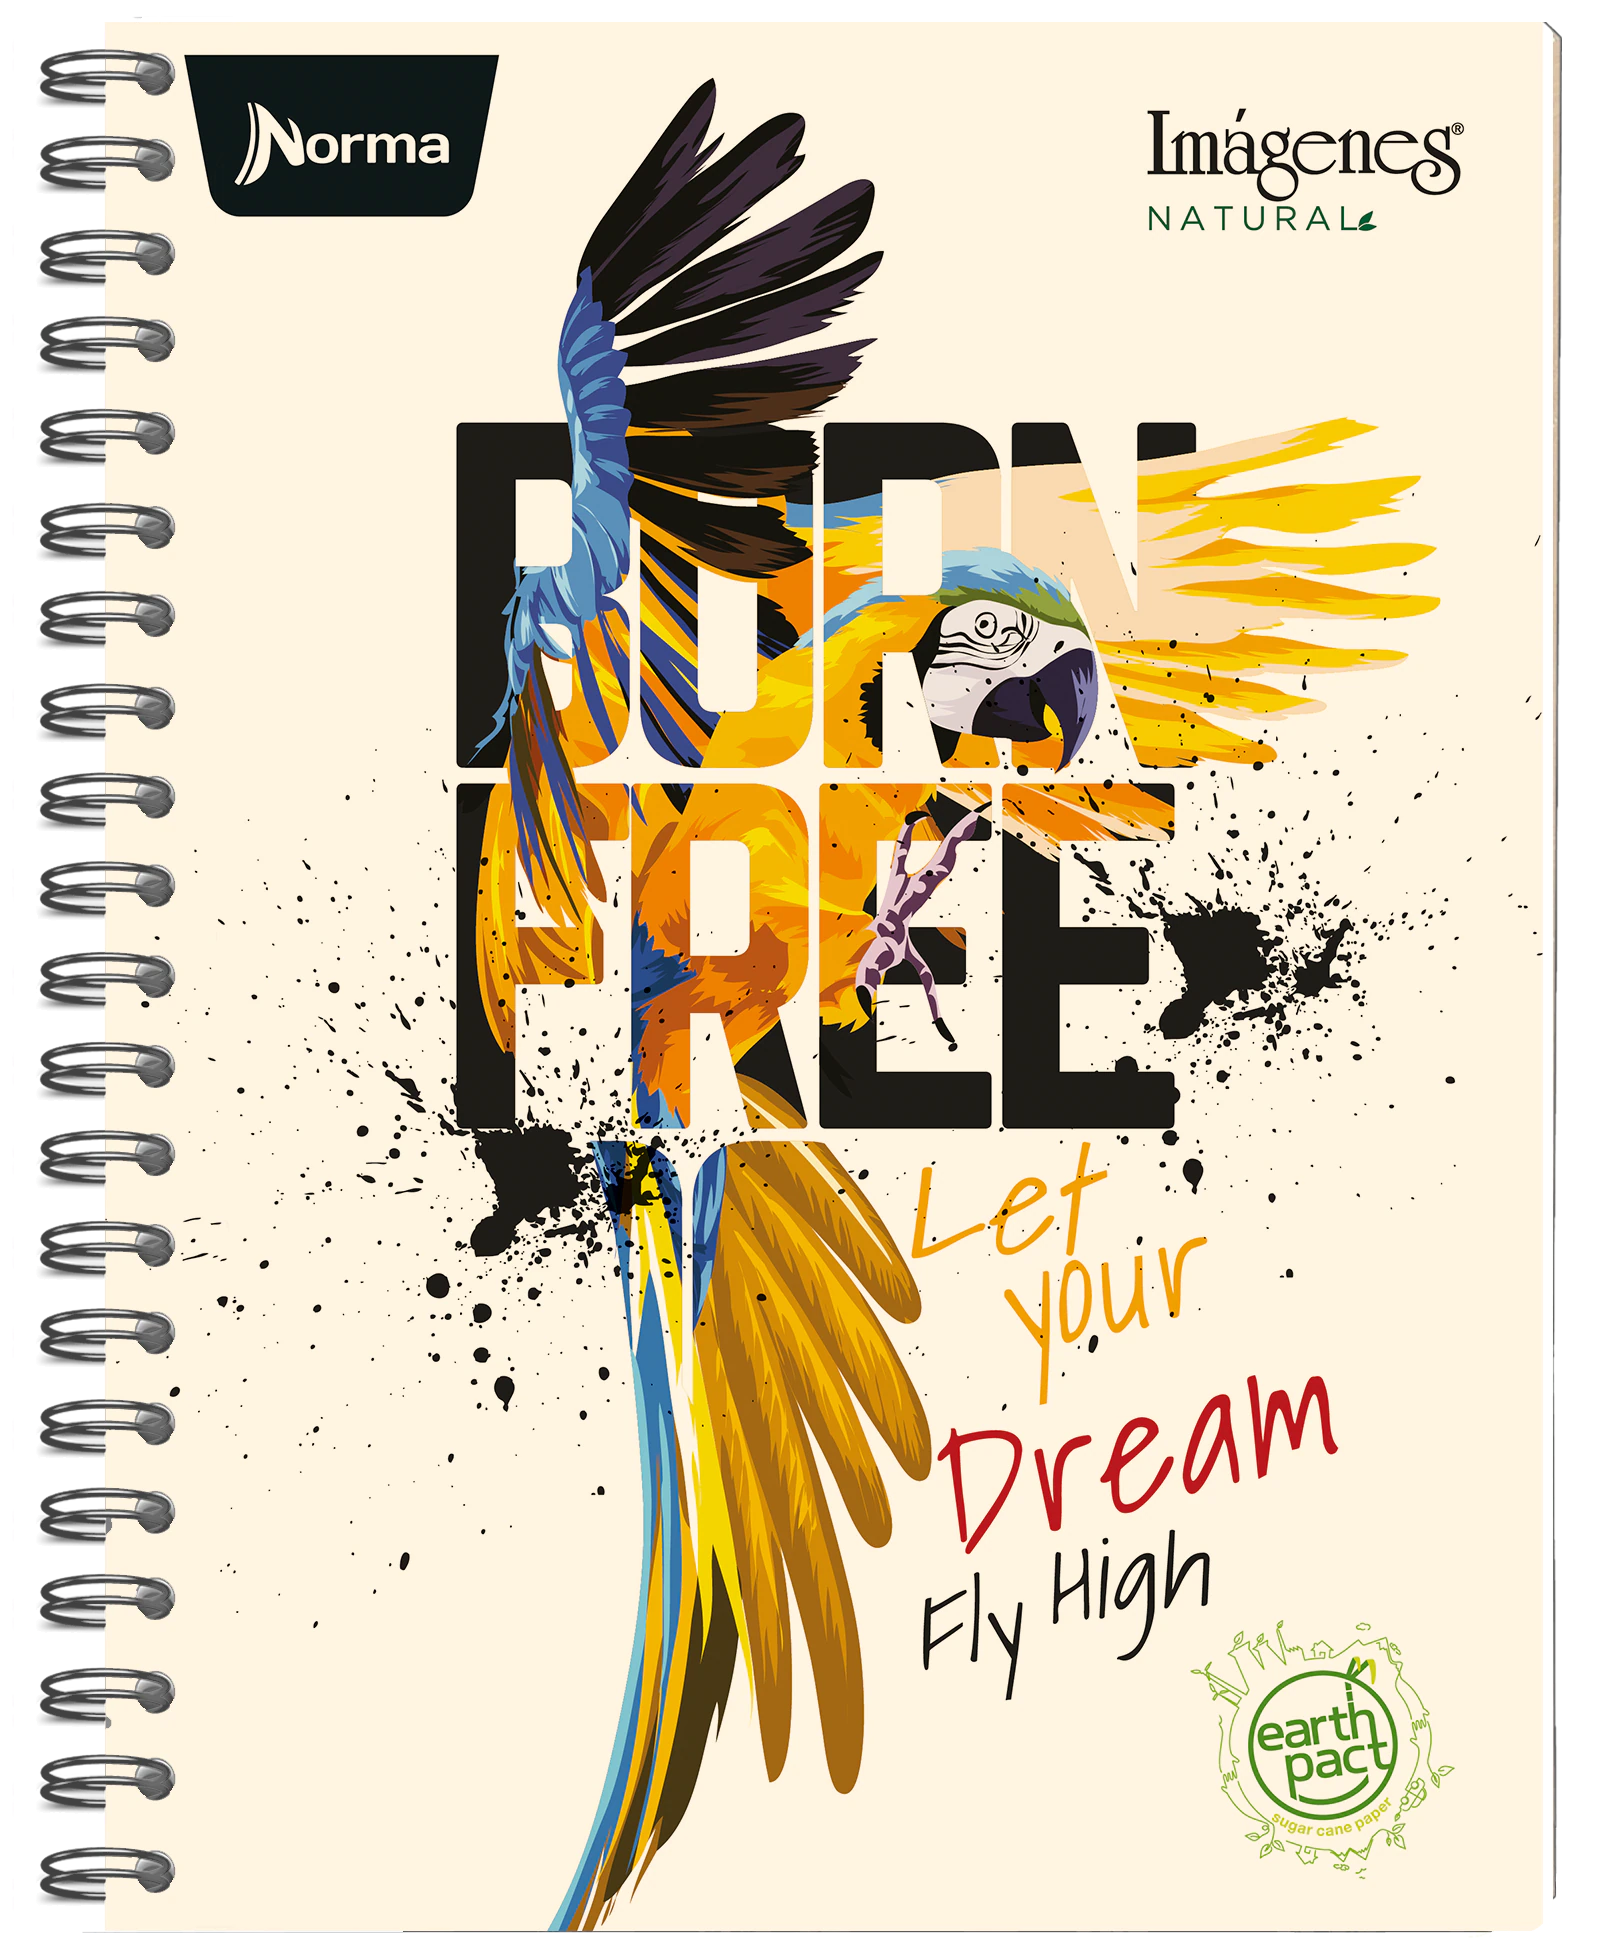 Norma
Imágenes®
NATURAL
BORN
FREE
Let
your
Dream
Fly High
earth
pact
sugar cane paper